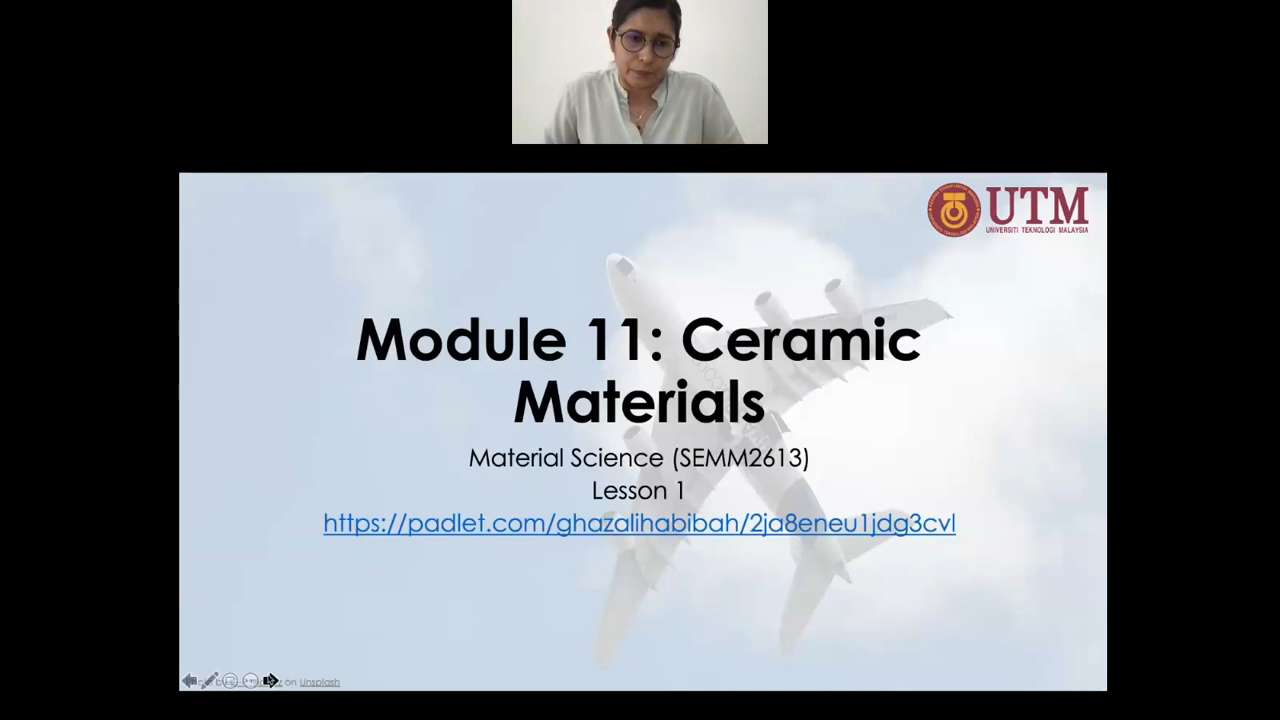 UTM
UNIVERSITI TEKNOLOGI MALAYSIA
Module 11: Ceramic
Materials
Material Science (SEMM2613)
Lesson 1
https://padlet.com/ghazalihabibah/2ja8eneu1jdg3cvl
on Unsplash